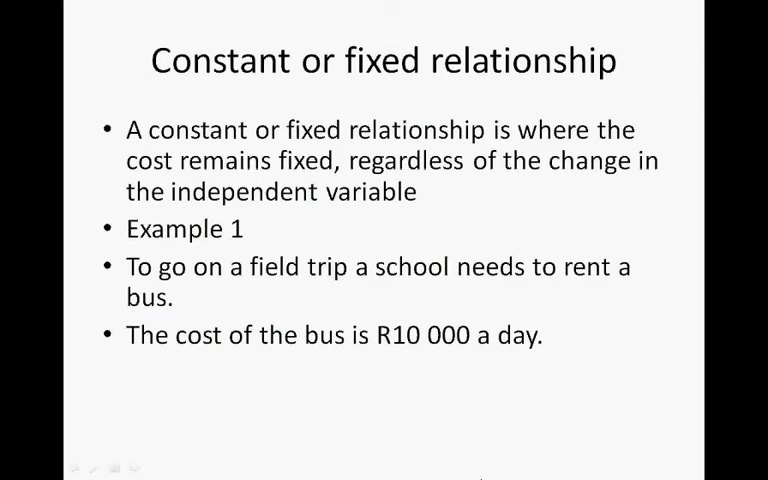 Constant or fixed relationship
• A constant or fixed relationship is where the
cost remains fixed, regardless of the change in
the independent variable
• Example 1
• To go on a field trip a school needs to rent a
bus.
• The cost of the bus is R10 000 a day.